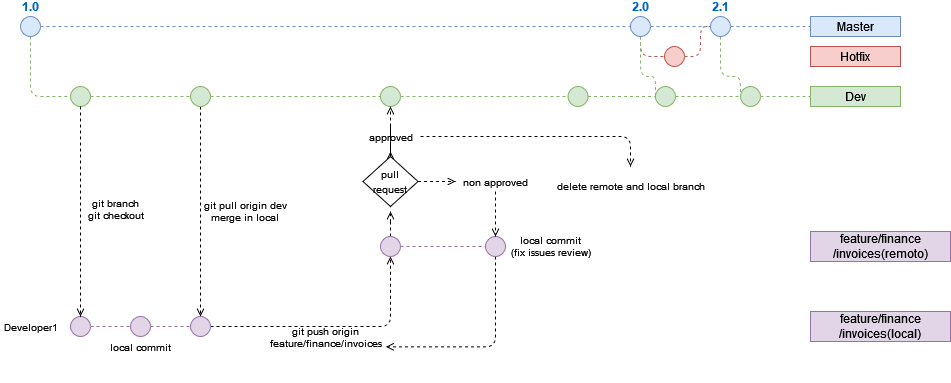 1.0
2.0
2.1
Master
Hotfix
Dev
approved
pull
request
non approved
delete remote and local branch
git branch
git checkout
git pull origin dev
merge in local
local commit
(fix issues review)
feature/finance
/invoices(remoto)
Developer1
local commit
git push origin
feature/finance/invoices
feature/finance
/invoices(local)